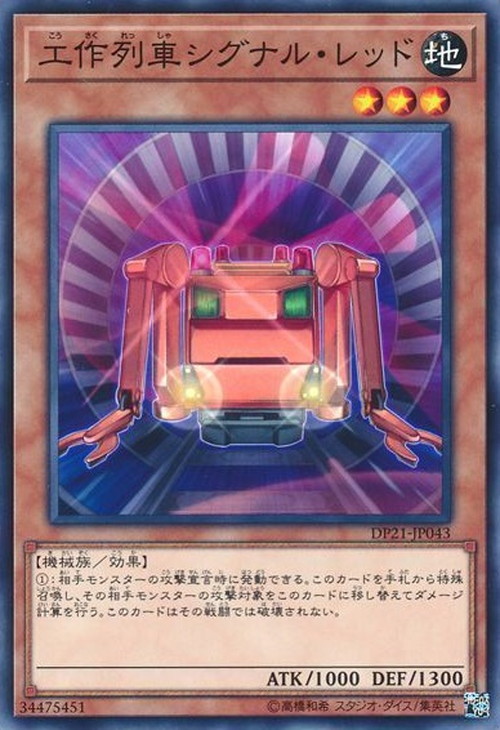 工作列車シグナル・レッド
地
DP21-JP043
【機械族／効果】
①：相手モンスターの攻撃宣言時に発動できる。このカードを手札から特殊
召喚し、その相手モンスターの攻撃対象をこのカードに移し替えてダメージ
計算を行う。このカードはその戦闘では破壊されない。
ATK/1000 DEF/1300
34475451
©高橋和希 スタジオ・ダイス/集英社